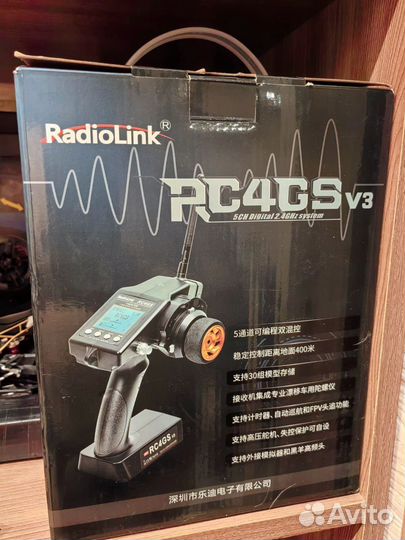 RadioLink®
RC4GS V3
5CH Digital 2.4GHz system
RC4GS
5通道可编程双混控
稳定控制距离地面400米
支持30组模型存储
接收机集成专业漂移车用陀螺仪
支持计时器、自动巡航和FPV头追功能
支持高压舵机、失控保护可自设
支持外接模拟器和黑羊高频头
RC4GS V3
深圳市乐迪电子有限公司
Avito